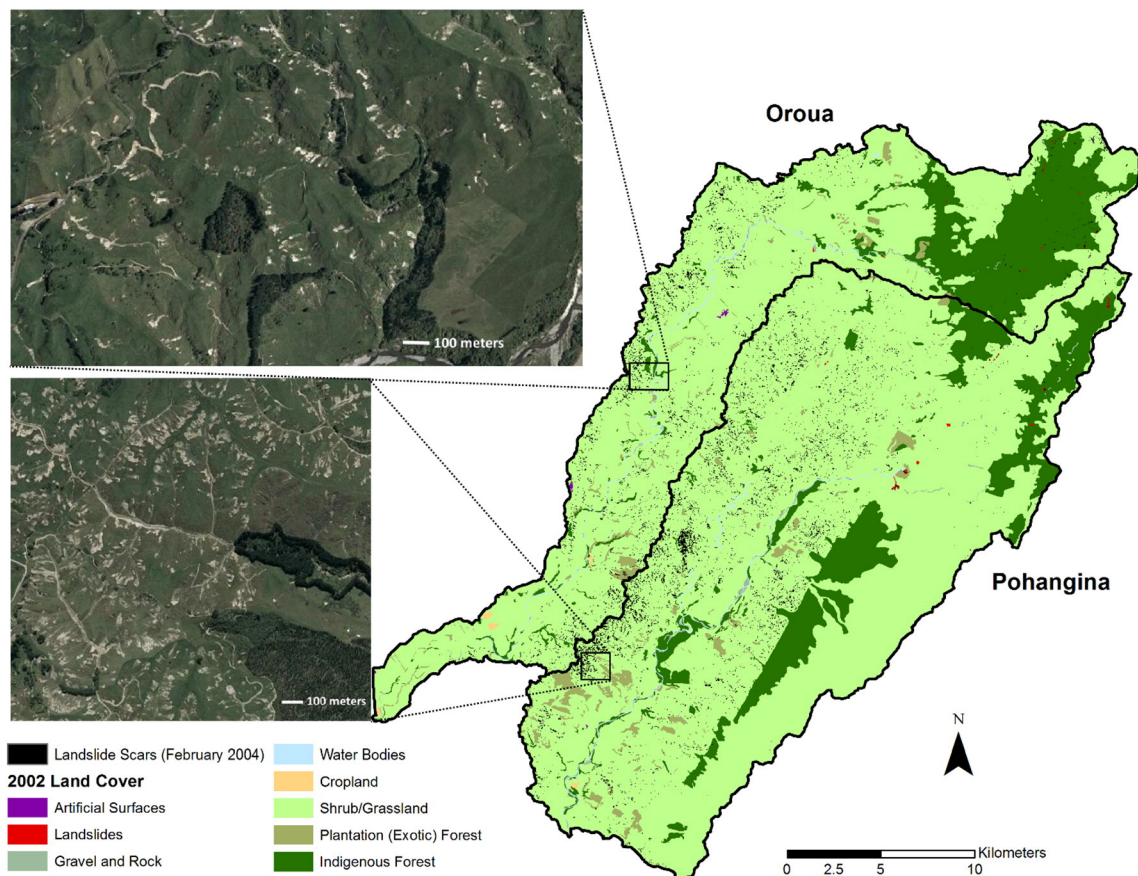 Oroua
100 meters
100 meters
Pohangina
N
Landslide Scars (February 2004)
2002 Land Cover
Artificial Surfaces
Landslides
Gravel and Rock
Water Bodies
Cropland
Shrub/Grassland
Plantation (Exotic) Forest
Indigenous Forest
Kilometers
0 2.5 5 10